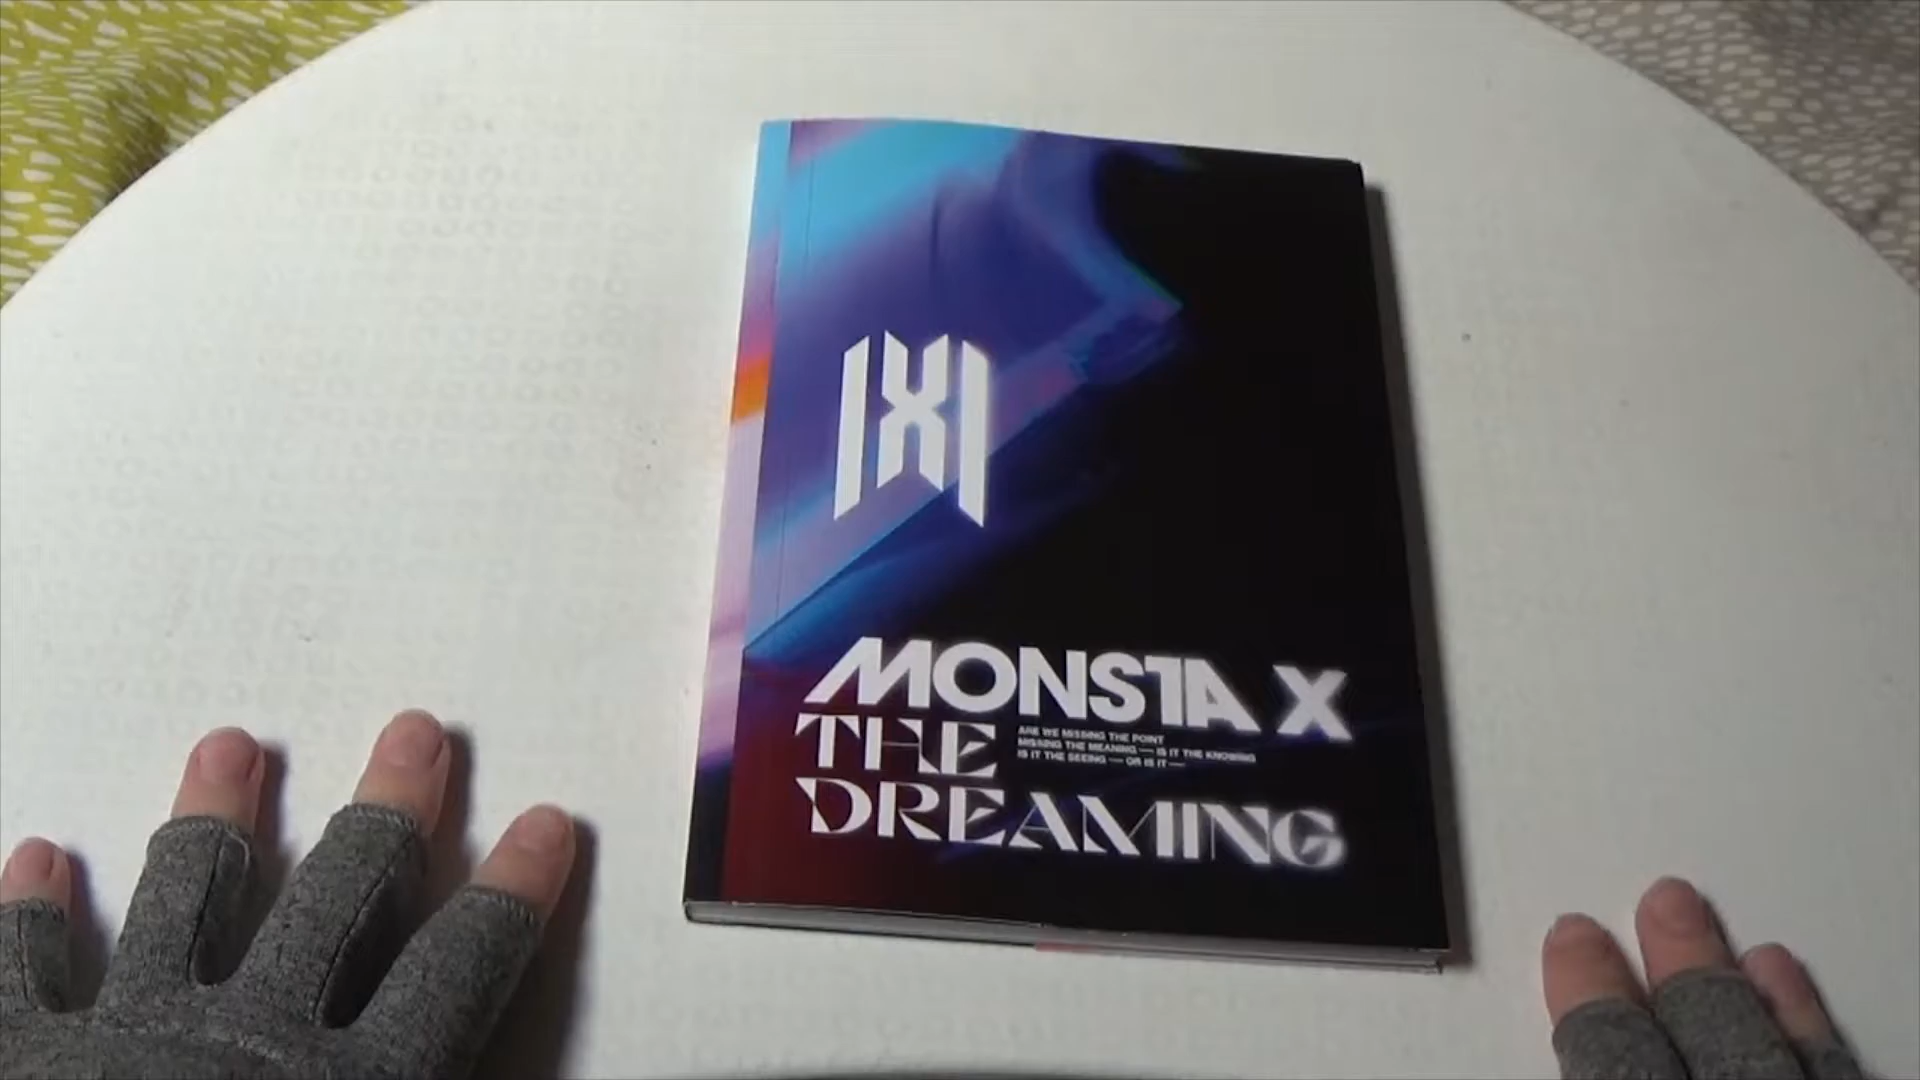 MONSTA X
THE
ARE WE MISSING THE POINT
MISSING THE MEANING — IS IT THE KNOWING
IS IT THE SEEING — OR IS IT —
DREAMING